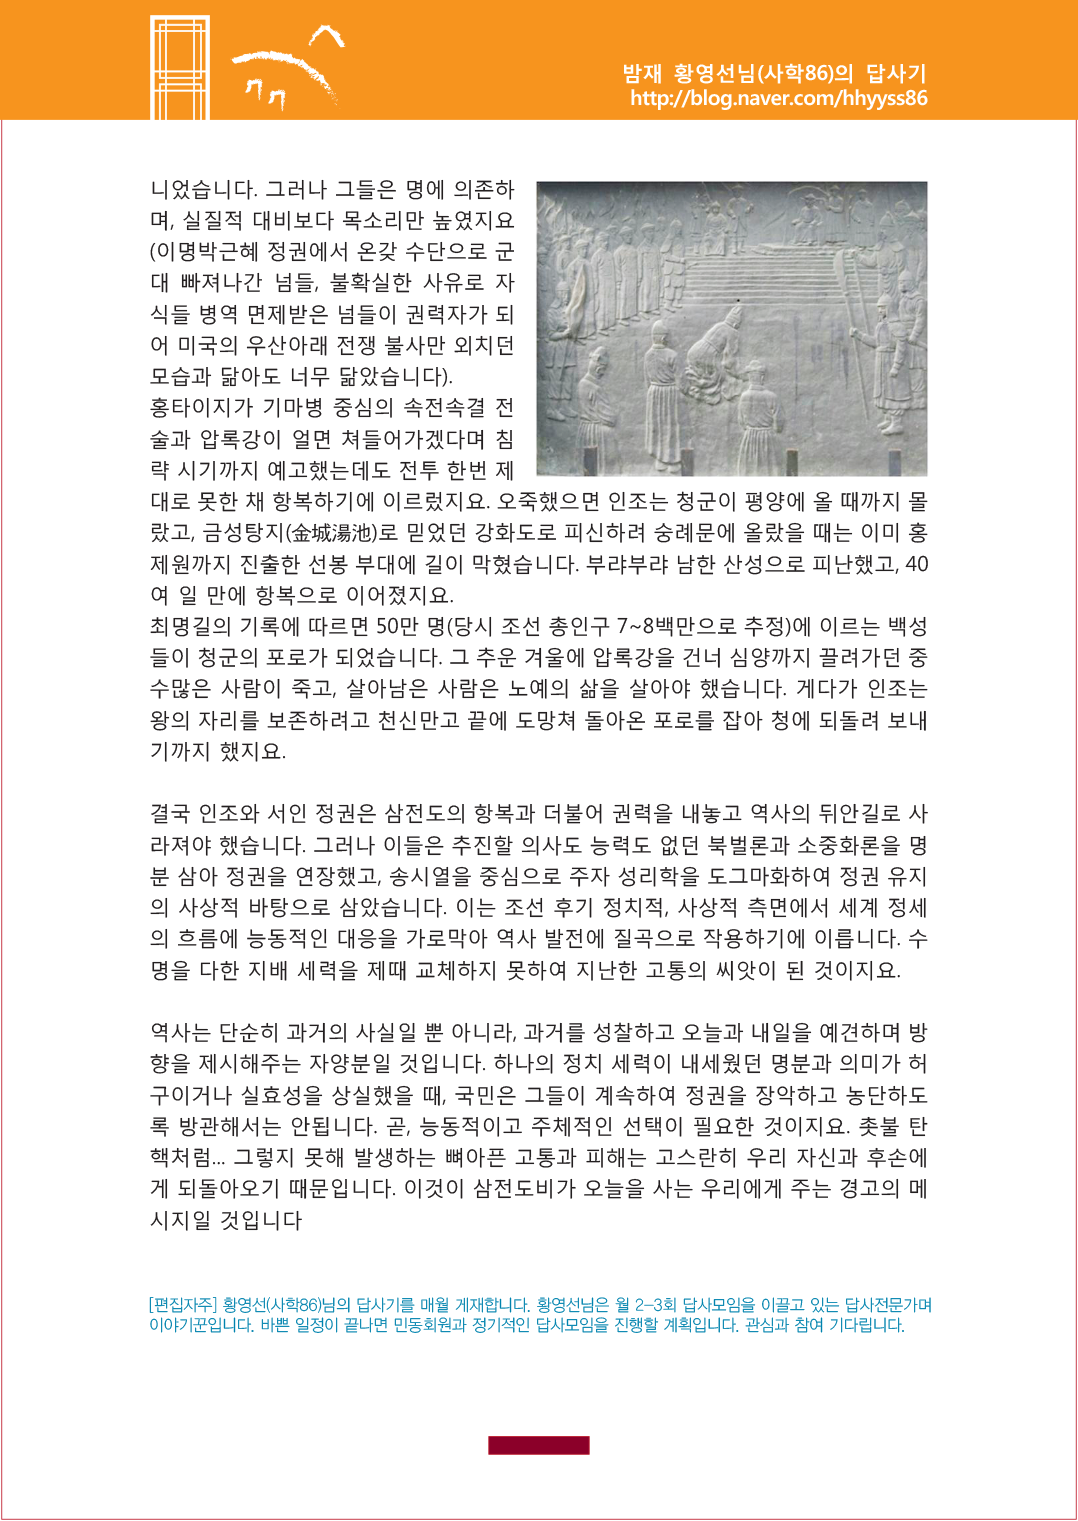 밤재 황영선님(사학86)의 답사기
http://blog.naver.com/hhyyss86
니었습니다. 그러나 그들은 명에 의존하
며, 실질적 대비보다 목소리만 높였지요
(이명박근혜 정권에서 온갖 수단으로 군
대 빠져나간 넘들, 불확실한 사유로 자
식들 병역 면제받은 넘들이 권력자가 되
어 미국의 우산아래 전쟁 불사만 외치던
모습과 닮아도 너무 닮았습니다).
홍타이지가 기마병 중심의 속전속결 전
술과 압록강이 얼면 쳐들어가겠다며 침
략 시기까지 예고했는데도 전투 한번 제
대로 못한 채 항복하기에 이르렀지요. 오죽했으면 인조는 청군이 평양에 올 때까지 몰
랐고, 금성탕지(金城湯池)로 믿었던 강화도로 피신하려 숭례문에 올랐을 때는 이미 홍
제원까지 진출한 선봉 부대에 길이 막혔습니다. 부랴부랴 남한 산성으로 피난했고, 40
여 일 만에 항복으로 이어졌지요.
최명길의 기록에 따르면 50만 명(당시 조선 총인구 7~8백만으로 추정)에 이르는 백성
들이 청군의 포로가 되었습니다. 그 추운 겨울에 압록강을 건너 심양까지 끌려가던 중
수많은 사람이 죽고, 살아남은 사람은 노예의 삶을 살아야 했습니다. 게다가 인조는
왕의 자리를 보존하려고 천신만고 끝에 도망쳐 돌아온 포로를 잡아 청에 되돌려 보내
기까지 했지요.
결국 인조와 서인 정권은 삼전도의 항복과 더불어 권력을 내놓고 역사의 뒤안길로 사
라져야 했습니다. 그러나 이들은 추진할 의사도 능력도 없던 북벌론과 소중화론을 명
분 삼아 정권을 연장했고, 송시열을 중심으로 주자 성리학을 도그마화하여 정권 유지
의 사상적 바탕으로 삼았습니다. 이는 조선 후기 정치적, 사상적 측면에서 세계 정세
의 흐름에 능동적인 대응을 가로막아 역사 발전에 질곡으로 작용하기에 이릅니다. 수
명을 다한 지배 세력을 제때 교체하지 못하여 지난한 고통의 씨앗이 된 것이지요.
역사는 단순히 과거의 사실일 뿐 아니라, 과거를 성찰하고 오늘과 내일을 예견하며 방
향을 제시해주는 자양분일 것입니다. 하나의 정치 세력이 내세웠던 명분과 의미가 허
구이거나 실효성을 상실했을 때, 국민은 그들이 계속하여 정권을 장악하고 농단하도
록 방관해서는 안됩니다. 곧, 능동적이고 주체적인 선택이 필요한 것이지요. 촛불 탄
핵처럼... 그렇지 못해 발생하는 뼈아픈 고통과 피해는 고스란히 우리 자신과 후손에
게 되돌아오기 때문입니다. 이것이 삼전도비가 오늘을 사는 우리에게 주는 경고의 메
시지일 것입니다
[편집자주] 황영선(사학86)님의 답사기를 매월 게재합니다. 황영선님은 월 2-3회 답사모임을 이끌고 있는 답사전문가며
이야기꾼입니다. 바쁜 일정이 끝나면 민동회원과 정기적인 답사모임을 진행할 계획입니다. 관심과 참여 기다립니다.